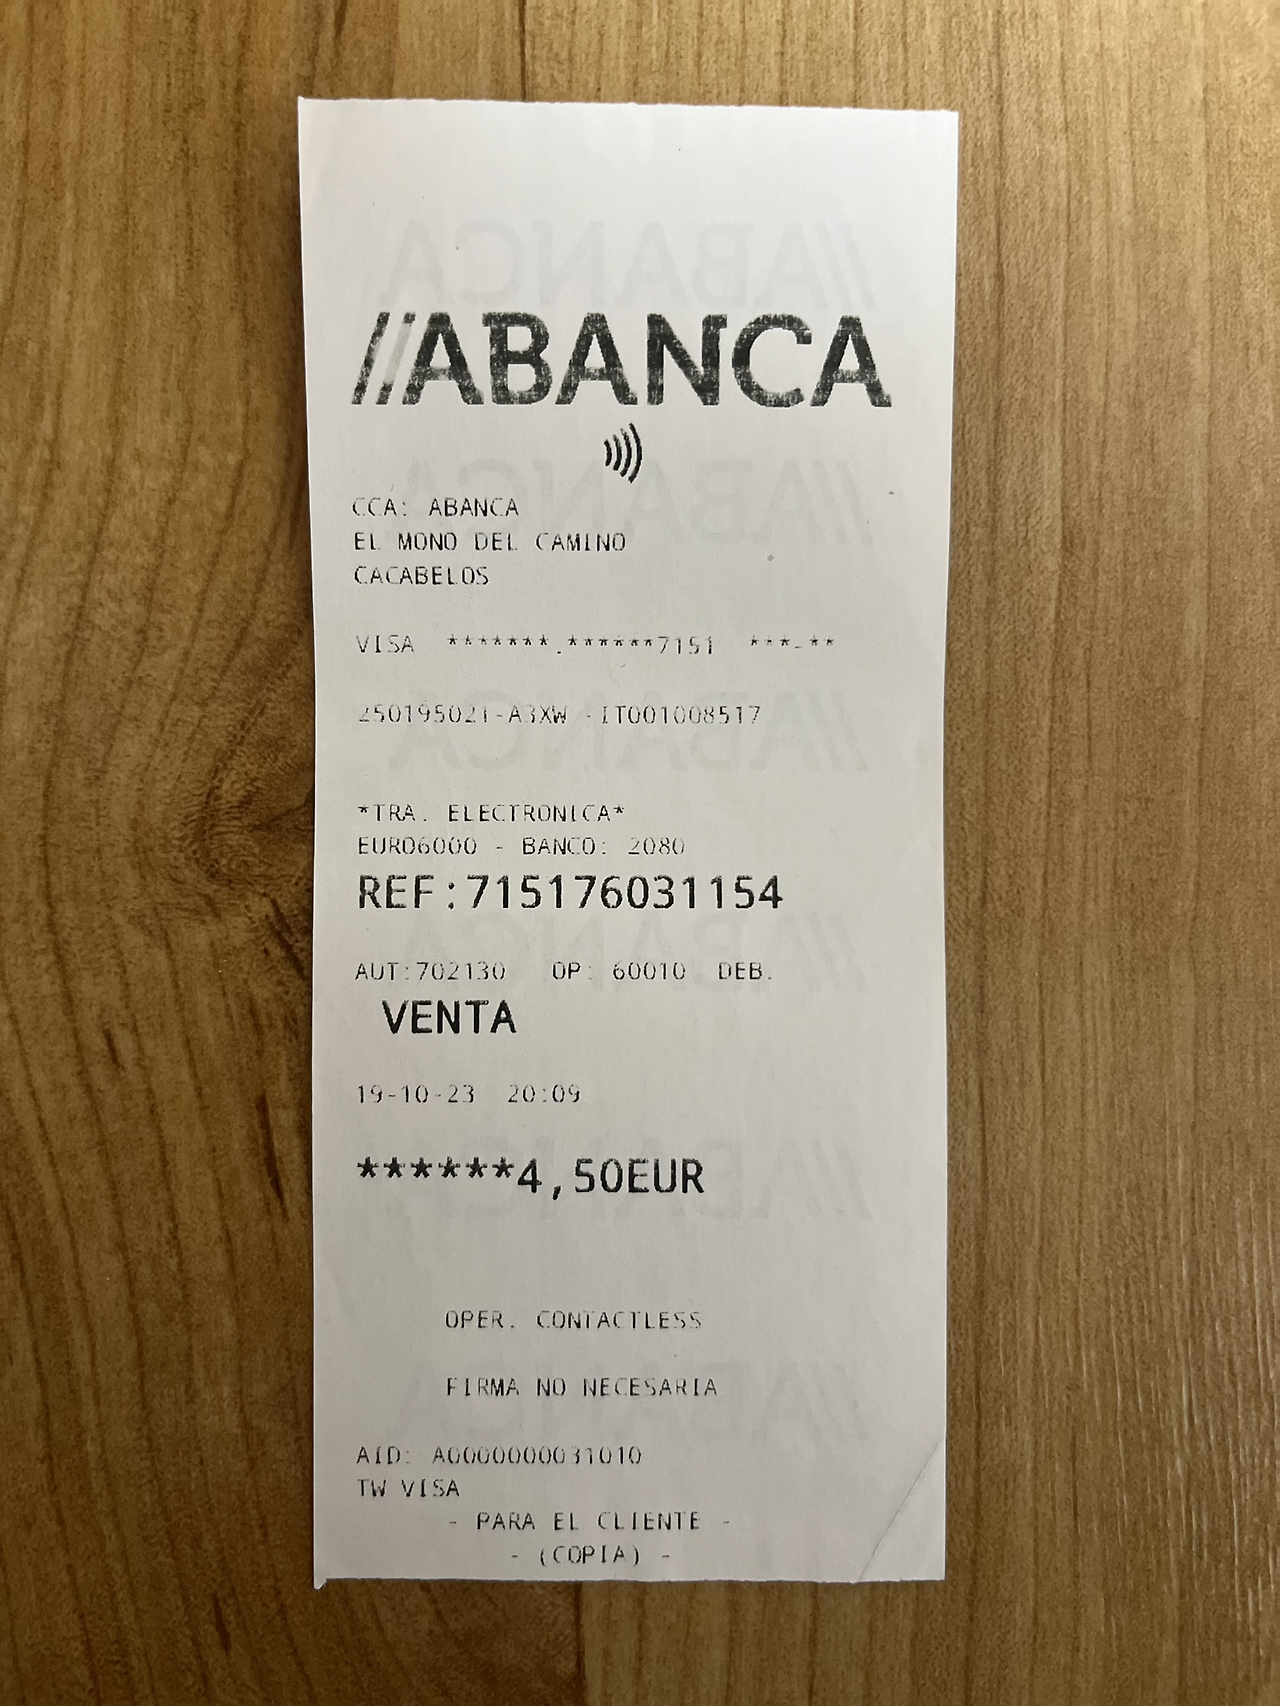 //ABANCA
CCA: ABANCA
EL MONO DEL CAMINO
CACABELOS
VISA *******.******7151 ***-**
250195021-A3XW -IT001008517
*TRA. ELECTRONICA*
EURO6000 - BANCO: 2080
REF:715176031154
AUT:702130 OP: 60010 DEB.
VENTA
19-10-23 20:09
******4,50EUR
OPER. CONTACTLESS
FIRMA NO NECESARIA
AID: A0000000031010
TW VISA
- PARA EL CLIENTE -
- (COPIA) -